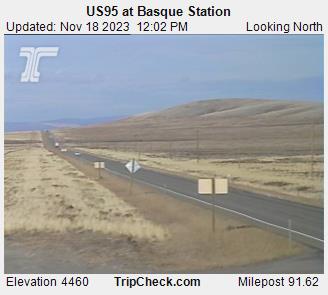 US95 at Basque Station
Updated: Nov 18 2023 12:02 PM Looking North
Elevation 4460 TripCheck.com Milepost 91.62